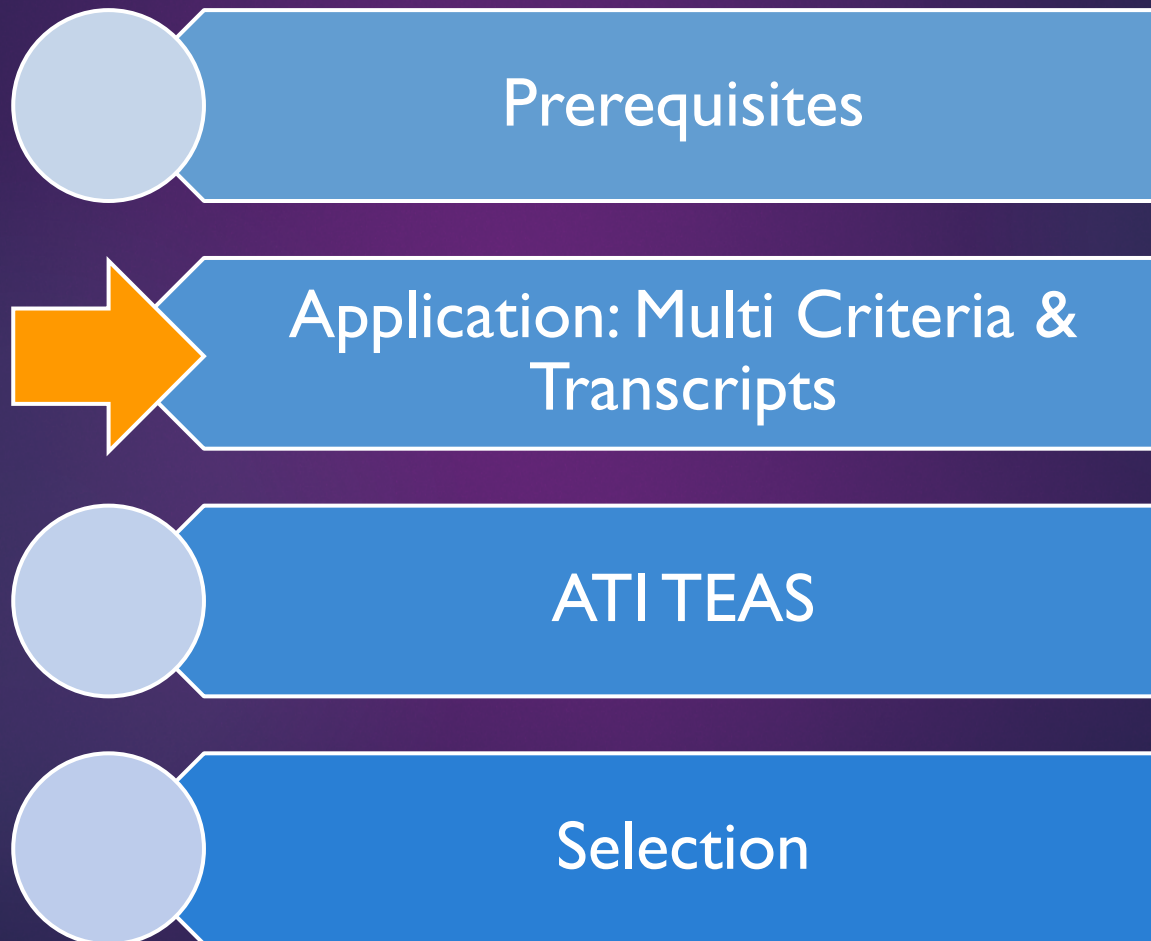 Prerequisites
Application: Multi Criteria &
Transcripts
ATI TEAS
Selection